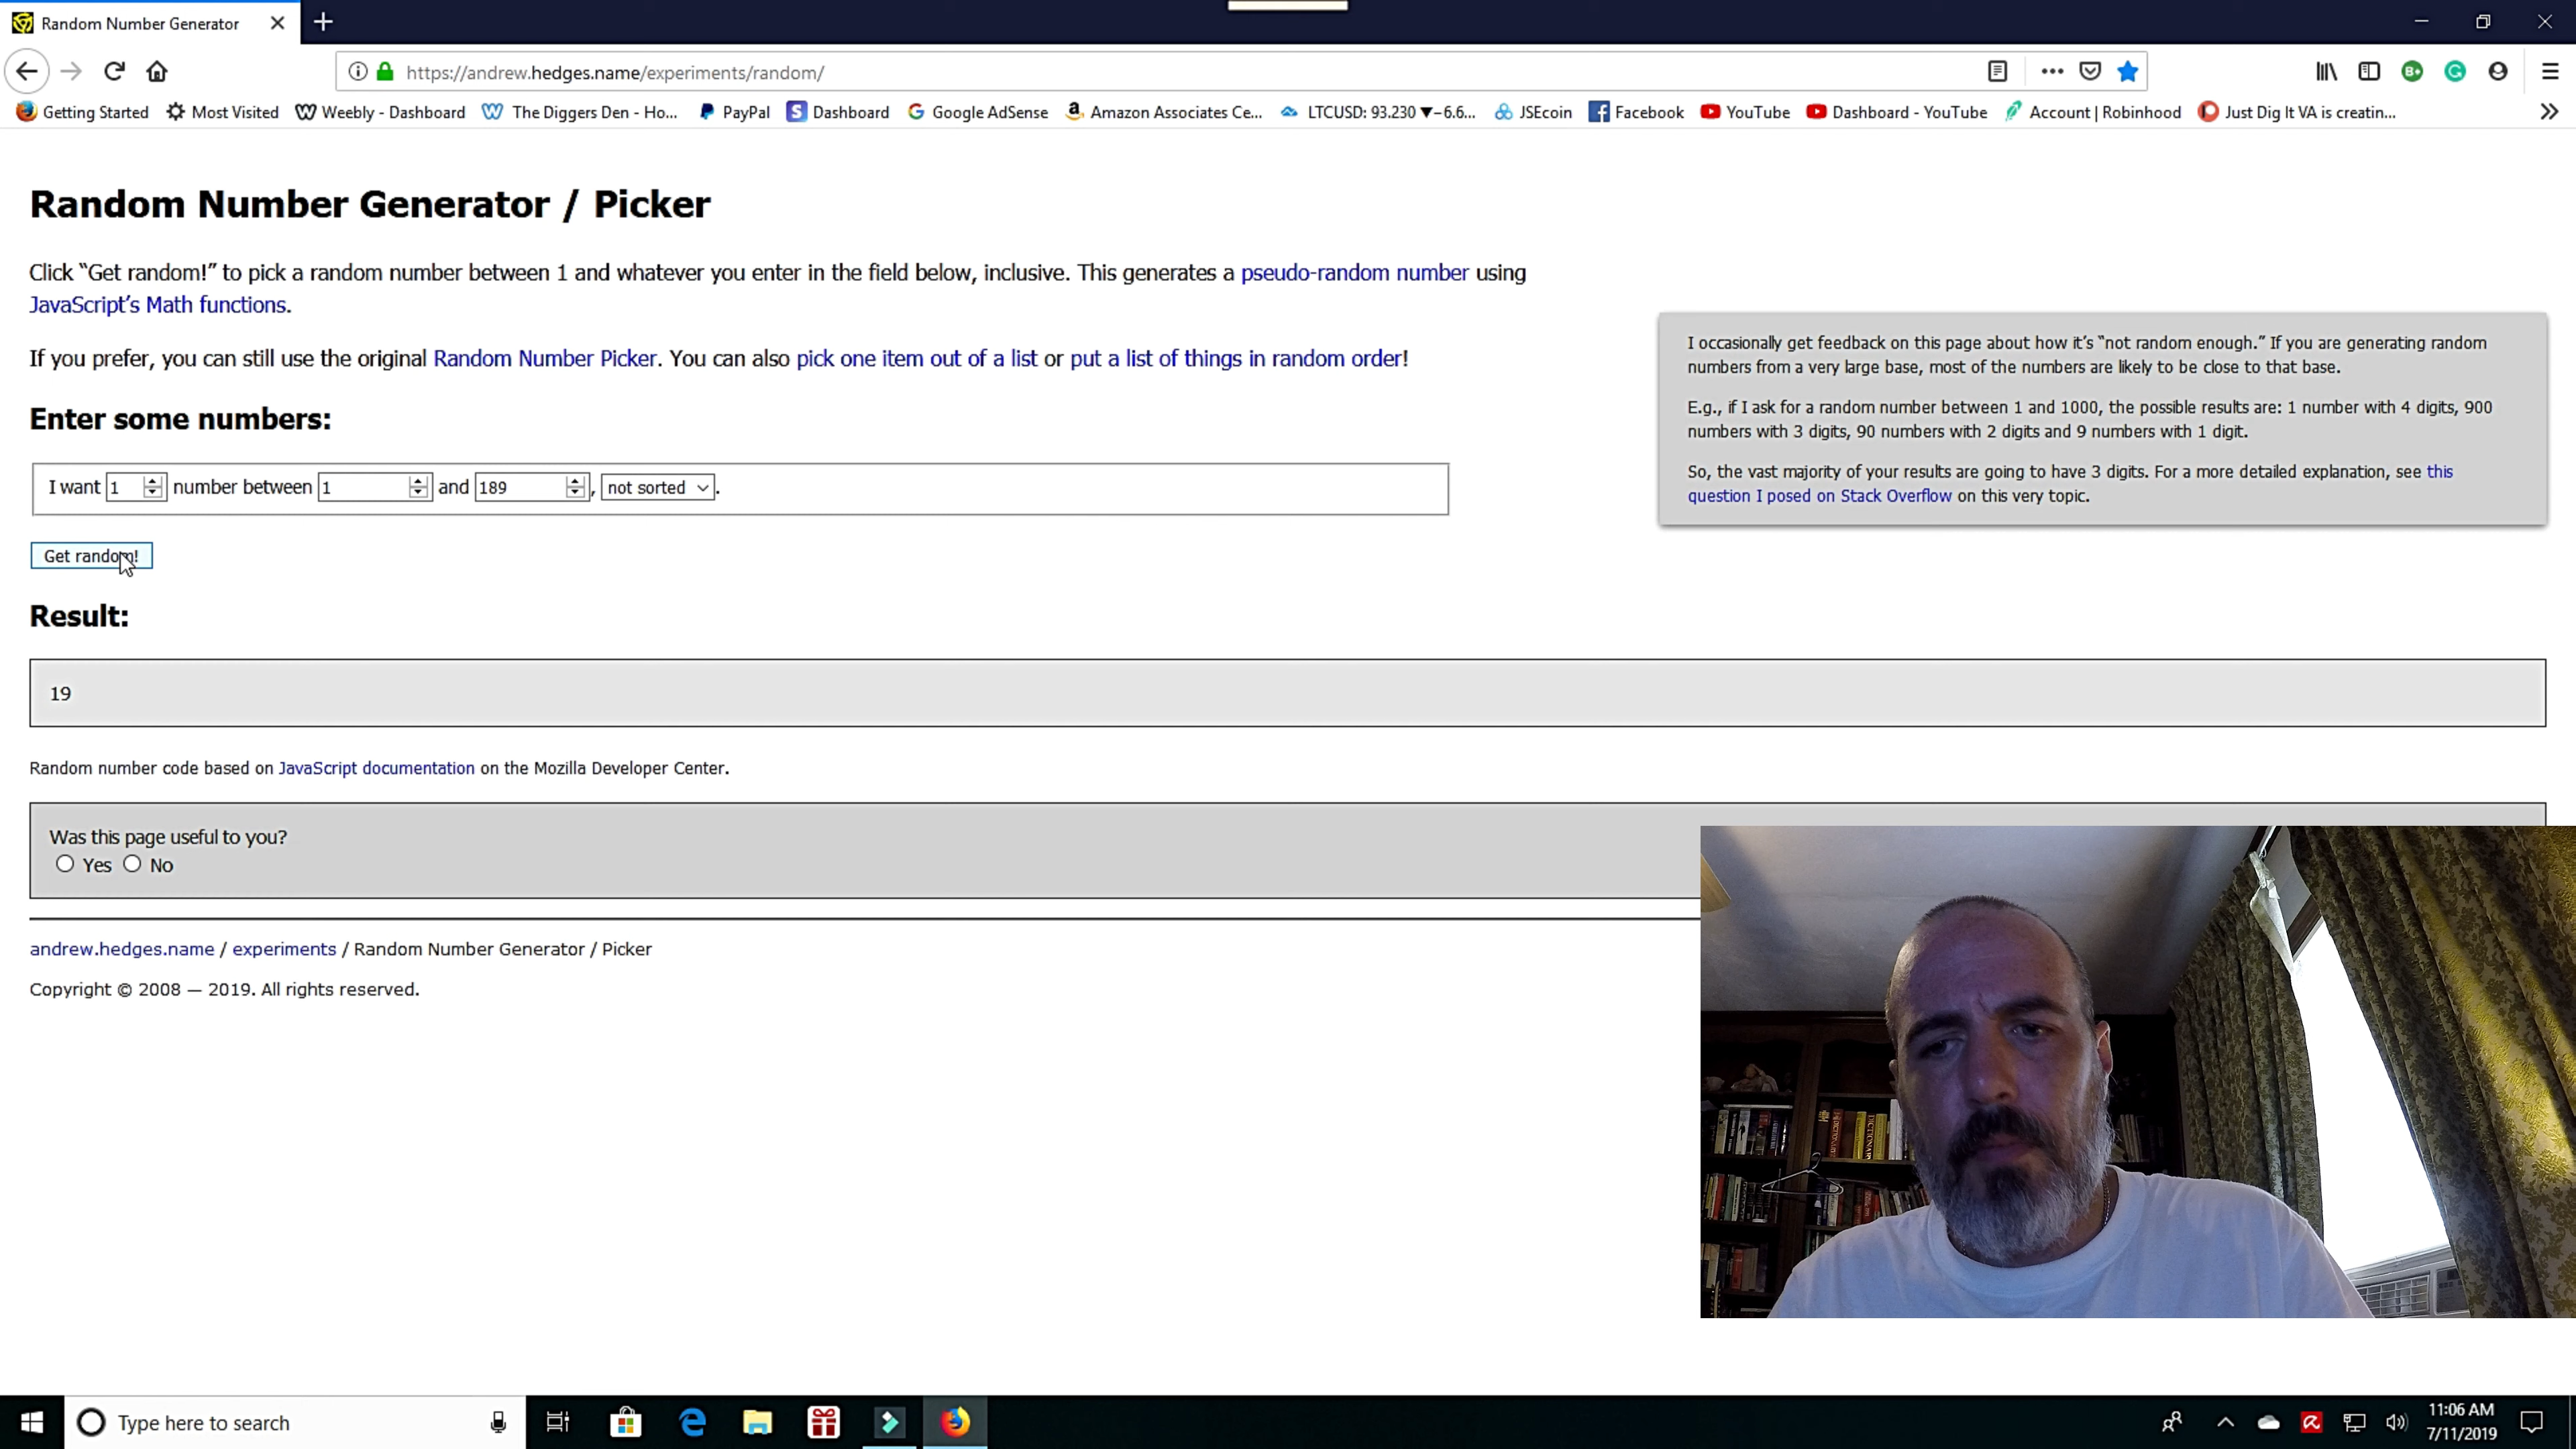 Random Number Generator
https://andrew.hedges.name/experiments/random/
Getting Started Most Visited Weebly - Dashboard The Diggers Den - Ho... PayPal Dashboard Google AdSense Amazon Associates Ce... LTCUSD: 93.230 ▼−6.6... JSEcoin Facebook YouTube Dashboard - YouTube Account | Robinhood Just Dig It VA is creatin...
Random Number Generator / Picker
Click “Get random!” to pick a random number between 1 and whatever you enter in the field below, inclusive. This generates a pseudo-random number using
JavaScript’s Math functions.
If you prefer, you can still use the original Random Number Picker. You can also pick one item out of a list or put a list of things in random order!
I occasionally get feedback on this page about how it’s “not random enough.” If you are generating random
numbers from a very large base, most of the numbers are likely to be close to that base.
E.g., if I ask for a random number between 1 and 1000, the possible results are: 1 number with 4 digits, 900
numbers with 3 digits, 90 numbers with 2 digits and 9 numbers with 1 digit.
So, the vast majority of your results are going to have 3 digits. For a more detailed explanation, see this
question I posed on Stack Overflow on this very topic.
Enter some numbers:
I want 1 number between 1 and 189, not sorted.
Get random!
Result:
19
Random number code based on JavaScript documentation on the Mozilla Developer Center.
Was this page useful to you?
Yes No
andrew.hedges.name / experiments / Random Number Generator / Picker
Copyright © 2008 — 2019. All rights reserved.
DICTIONARY
Type here to search
11:06 AM
7/11/2019